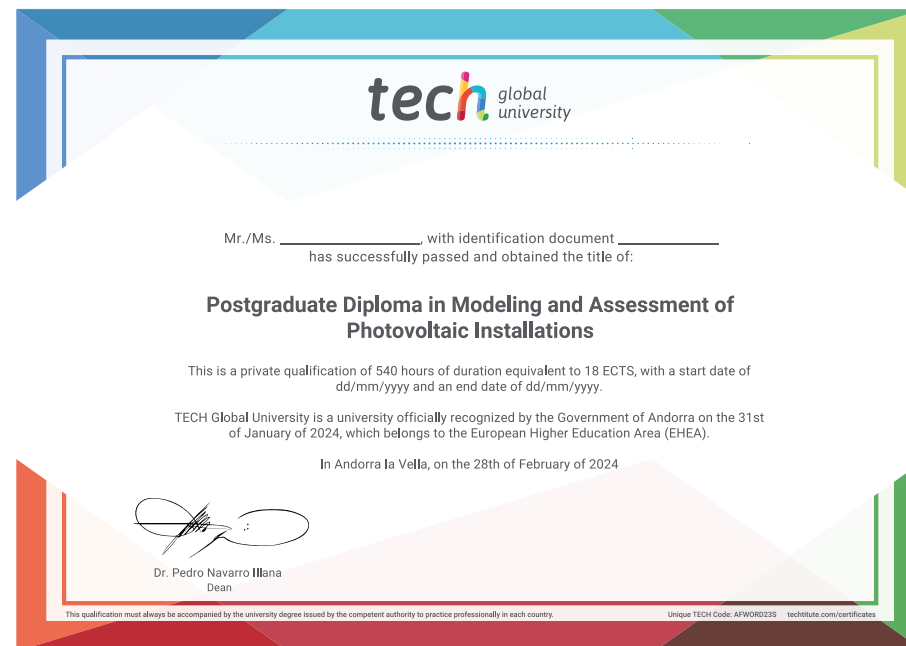 tech global university
Mr./Ms. ____________________, with identification document ______________
has successfully passed and obtained the title of:
Postgraduate Diploma in Modeling and Assessment of
Photovoltaic Installations
This is a private qualification of 540 hours of duration equivalent to 18 ECTS, with a start date of
dd/mm/yyyy and an end date of dd/mm/yyyy.
TECH Global University is a university officially recognized by the Government of Andorra on the 31st
of January of 2024, which belongs to the European Higher Education Area (EHEA).
In Andorra la Vella, on the 28th of February of 2024
Dr. Pedro Navarro Illana
Dean
This qualification must always be accompanied by the university degree issued by the competent authority to practice professionally in each country.
Unique TECH Code: AFWORD23S techtitute.com/certificates